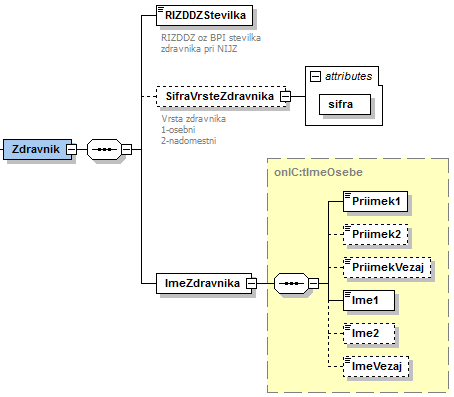 RIZDDZStevilka
RIZDDZ oz BPI stevilka
zdravnika pri NIJZ
attributes
SifraVrsteZdravnika
sifra
Vrsta zdravnika
1-osebni
2-nadomestni
Zdravnik
onlC:tImeOsebe
Priimek1
Priimek2
PriimekVezaj
ImeZdravnika
Ime1
Ime2
ImeVezaj